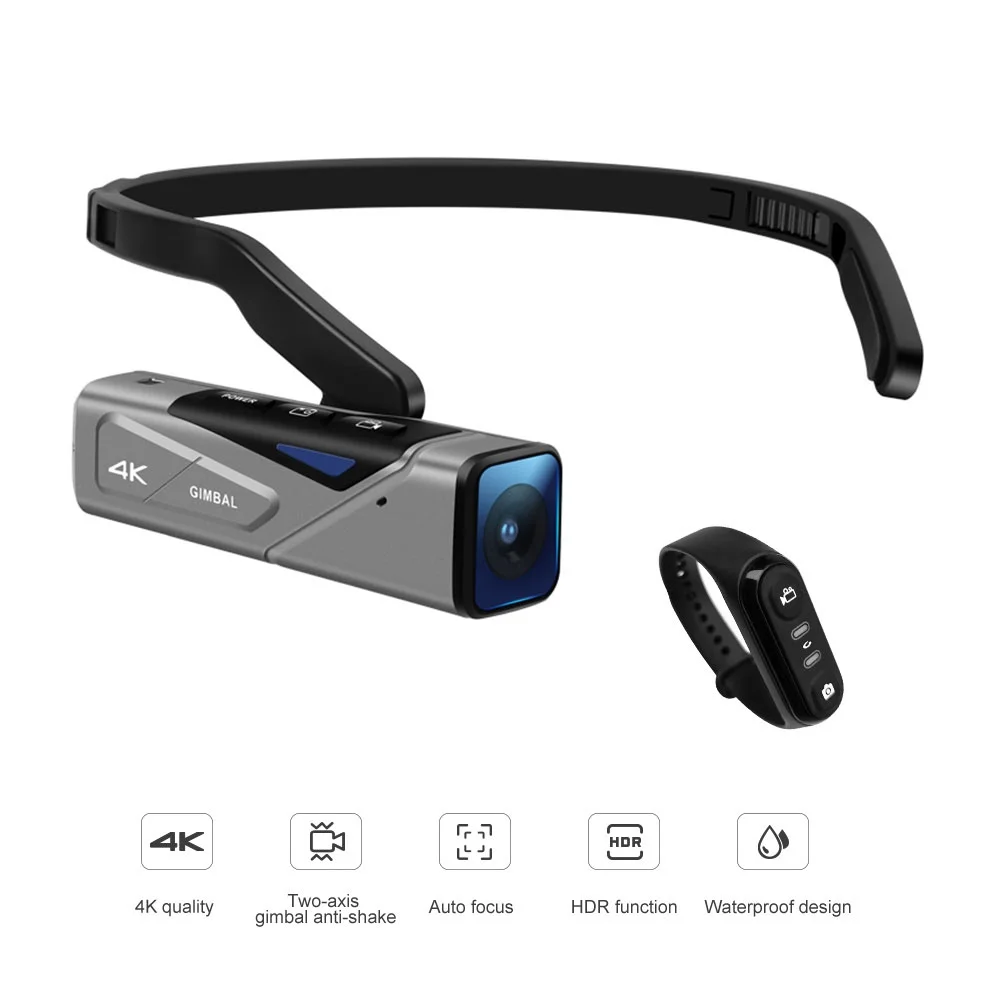 POWER
4K
GIMBAL
4K
HDR
4K quality
Two-axis
gimbal anti-shake
Auto focus
HDR function
Waterproof design